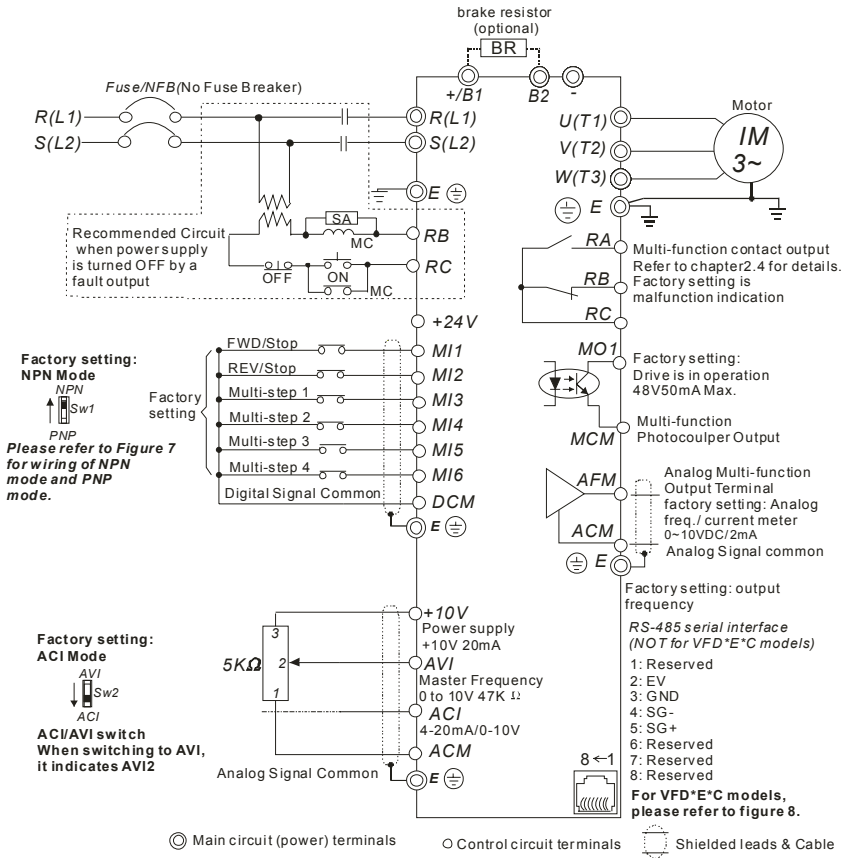 brake resistor
(optional)
BR
+/B1
B2
-
Fuse/NFB(No Fuse Breaker)
R(L1)
S(L2)
R(L1)
S(L2)
E
Recommended Circuit
when power supply
is turned OFF by a
fault output
SA
MC
OFF
ON
MC
RB
RC
+24V
Motor
IM
3~
U(T1)
V(T2)
W(T3)
E
RA
RB
RC
Multi-function contact output
Refer to chapter2.4 for details.
Factory setting is
malfunction indication
MO1
Factory setting:
Drive is in operation
48V50mA Max.
MCM
Multi-function
Photocoulper Output
Factory setting:
NPN Mode
NPN
Sw1
PNP
Please refer to Figure 7
for wiring of NPN
mode and PNP
mode.
Factory
setting
FWD/Stop
REV/Stop
Multi-step 1
Multi-step 2
Multi-step 3
Multi-step 4
Digital Signal Common
MI1
MI2
MI3
MI4
MI5
MI6
DCM
E
AFM
ACM
E
Analog Multi-function
Output Terminal
factory setting: Analog
freq./ current meter
0~10VDC/2mA
Analog Signal common
Factory setting: output
frequency
Factory setting:
ACI Mode
AVI
Sw2
ACI
ACI/AVI switch
When switching to AVI,
it indicates AVI2
5KΩ
3
2
1
+10V
Power supply
+10V 20mA
AVI
Master Frequency
0 to 10V 47K Ω
ACI
4-20mA/0-10V
ACM
Analog Signal Common
E
RS-485 serial interface
(NOT for VFD*E*C models)
1: Reserved
2: EV
3: GND
4: SG-
5: SG+
6: Reserved
7: Reserved
8: Reserved
8←1
For VFD*E*C models,
please refer to figure 8.
Main circuit (power) terminals
Control circuit terminals
Shielded leads & Cable